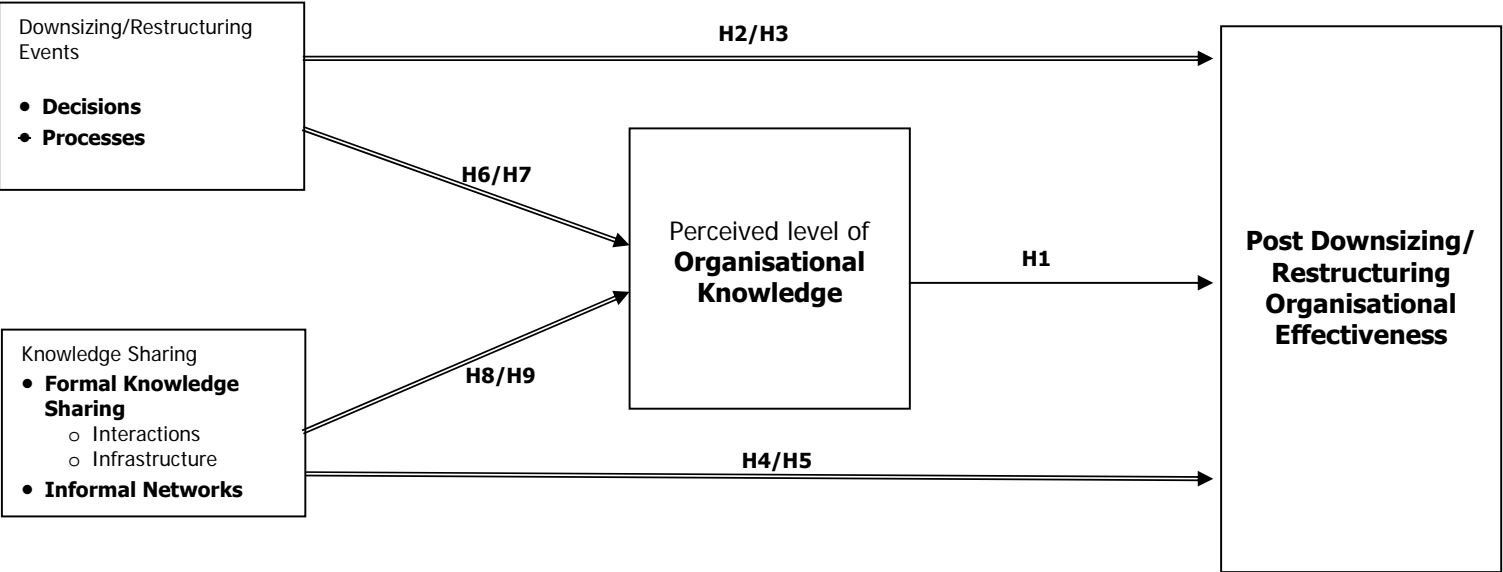 Downsizing/Restructuring
Events
• Decisions
• Processes
H2/H3
H6/H7
Perceived level of
Organisational
Knowledge
H1
Post Downsizing/
Restructuring
Organisational
Effectiveness
Knowledge Sharing
• Formal Knowledge
Sharing
o Interactions
o Infrastructure
• Informal Networks
H8/H9
H4/H5